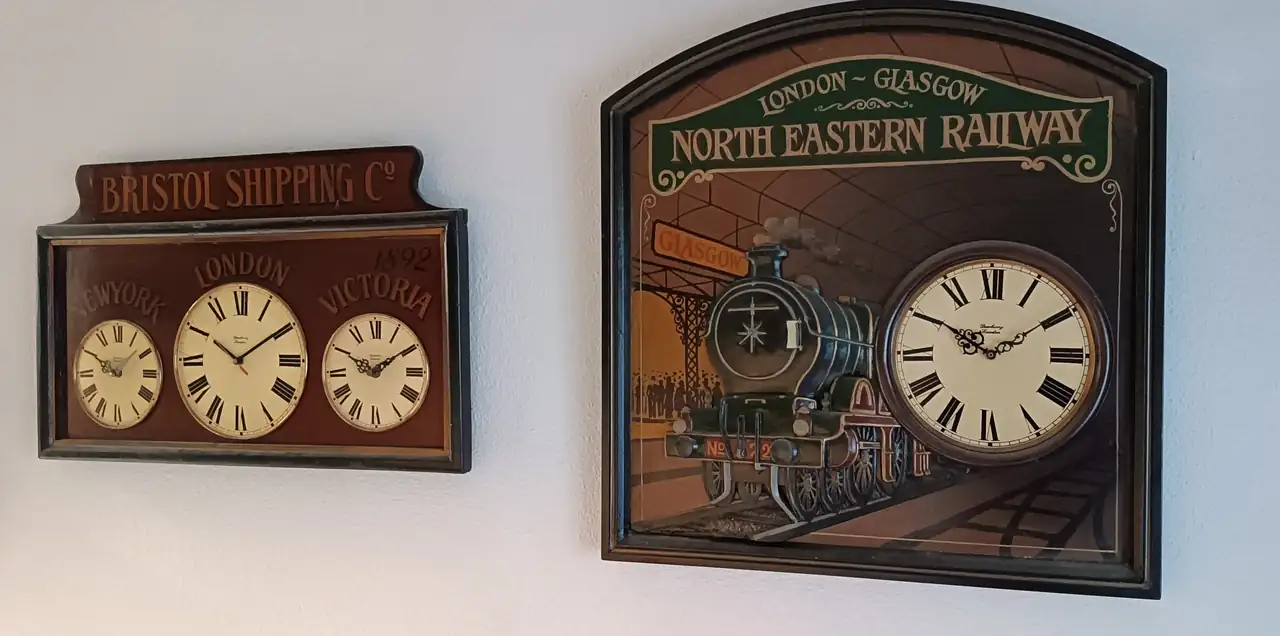 BRISTOL SHIPPING Cº
1892
NEWYORK
LONDON
VICTORIA
LONDON ~ GLASGOW
NORTH EASTERN RAILWAY
GLASGOW